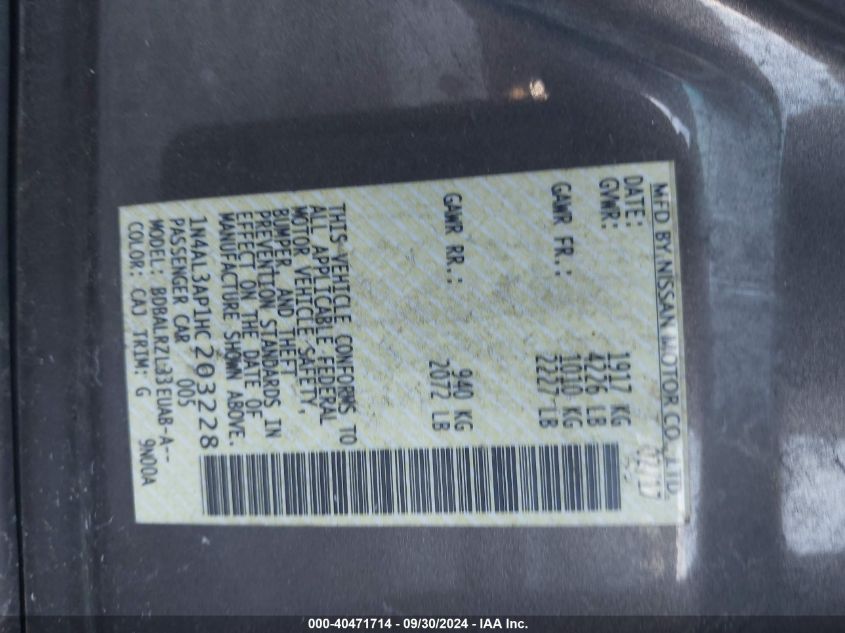 MFD BY NISSAN MOTOR CO., LTD.
DATE: 02/17
GVWR: 1917 KG
4226 LB
GAWR FR.: 1010 KG
2227 LB
GAWR RR.: 940 KG
2072 LB
THIS VEHICLE CONFORMS TO
ALL APPLICABLE FEDERAL
MOTOR VEHICLE SAFETY,
BUMPER, AND THEFT
PREVENTION STANDARDS IN
EFFECT ON THE DATE OF
MANUFACTURE SHOWN ABOVE.
1N4AL3AP1HC203228
PASSENGER CAR 005
MODEL: BDBALRZL33EUAB-A--
COLOR: CAJ TRIM: G 9N00A
000-40471714 - 09/30/2024 - IAA Inc.